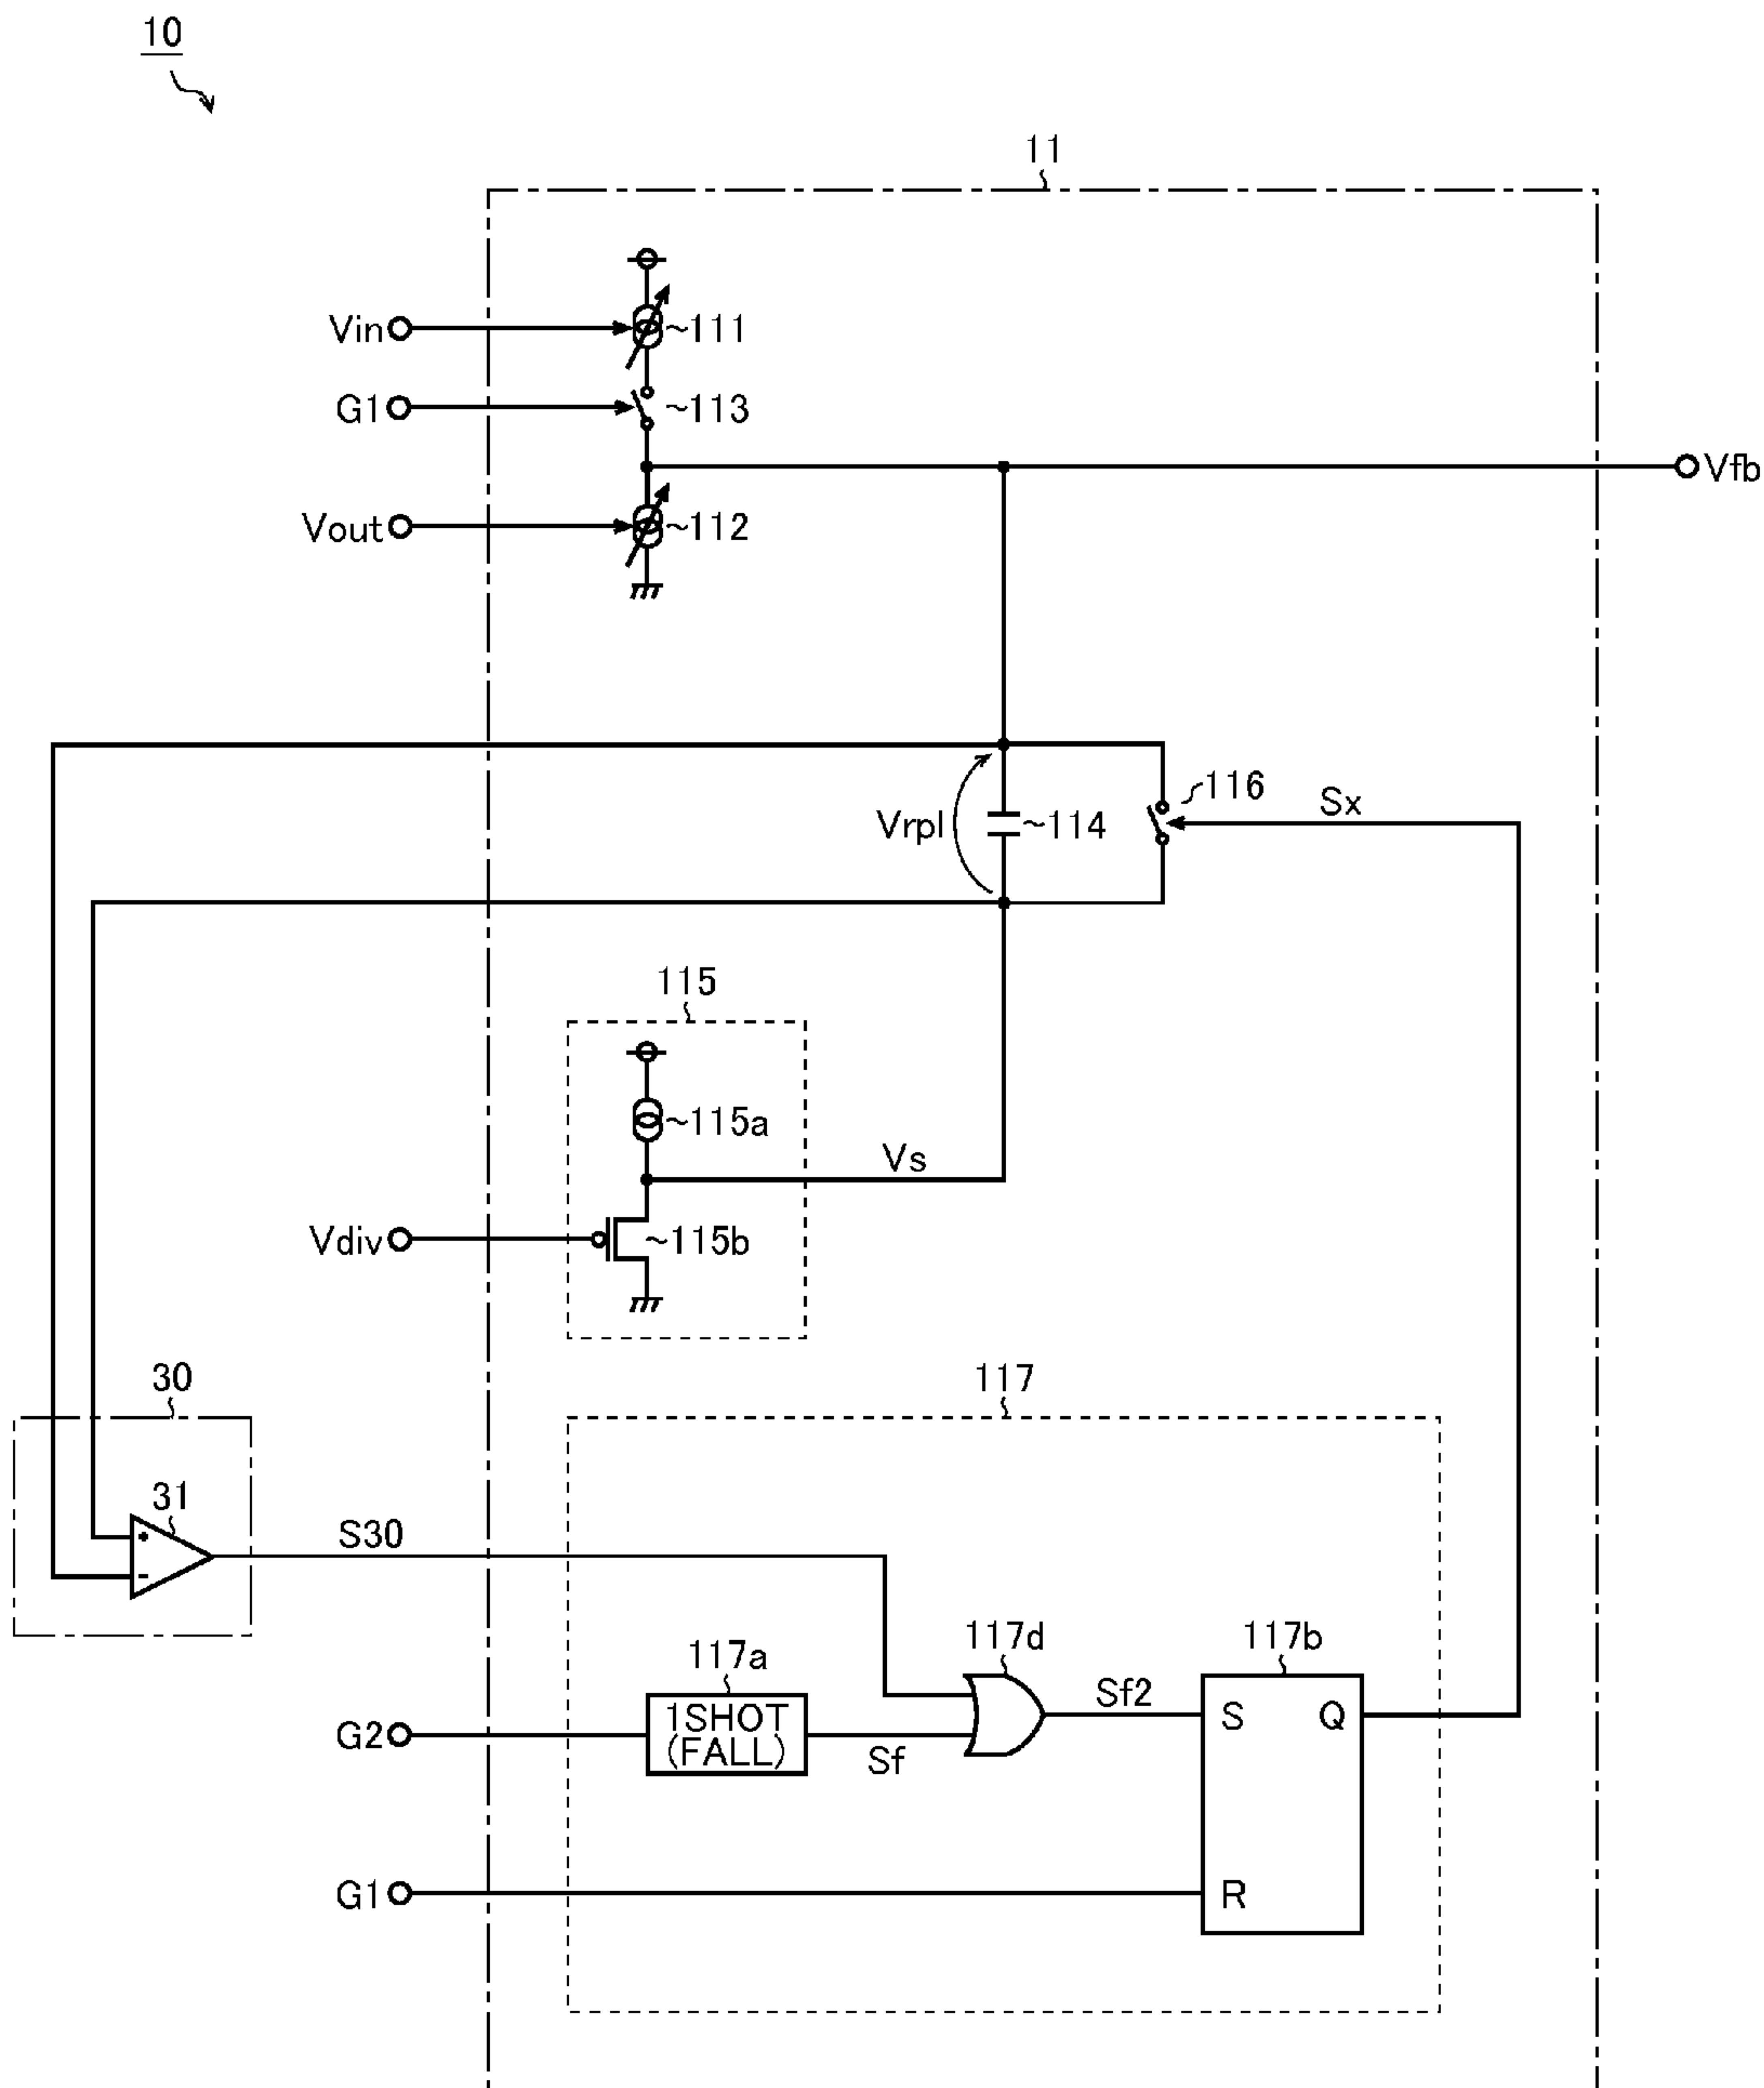 10
11
Vin
111
G1
113
Vfb
Vout
112
116
Sx
Vrpl
114
115
115a
Vs
Vdiv
115b
30
117
31
+
-
S30
117a
117d
117b
G2
1SHOT
(FALL)
Sf
Sf2
S
Q
G1
R